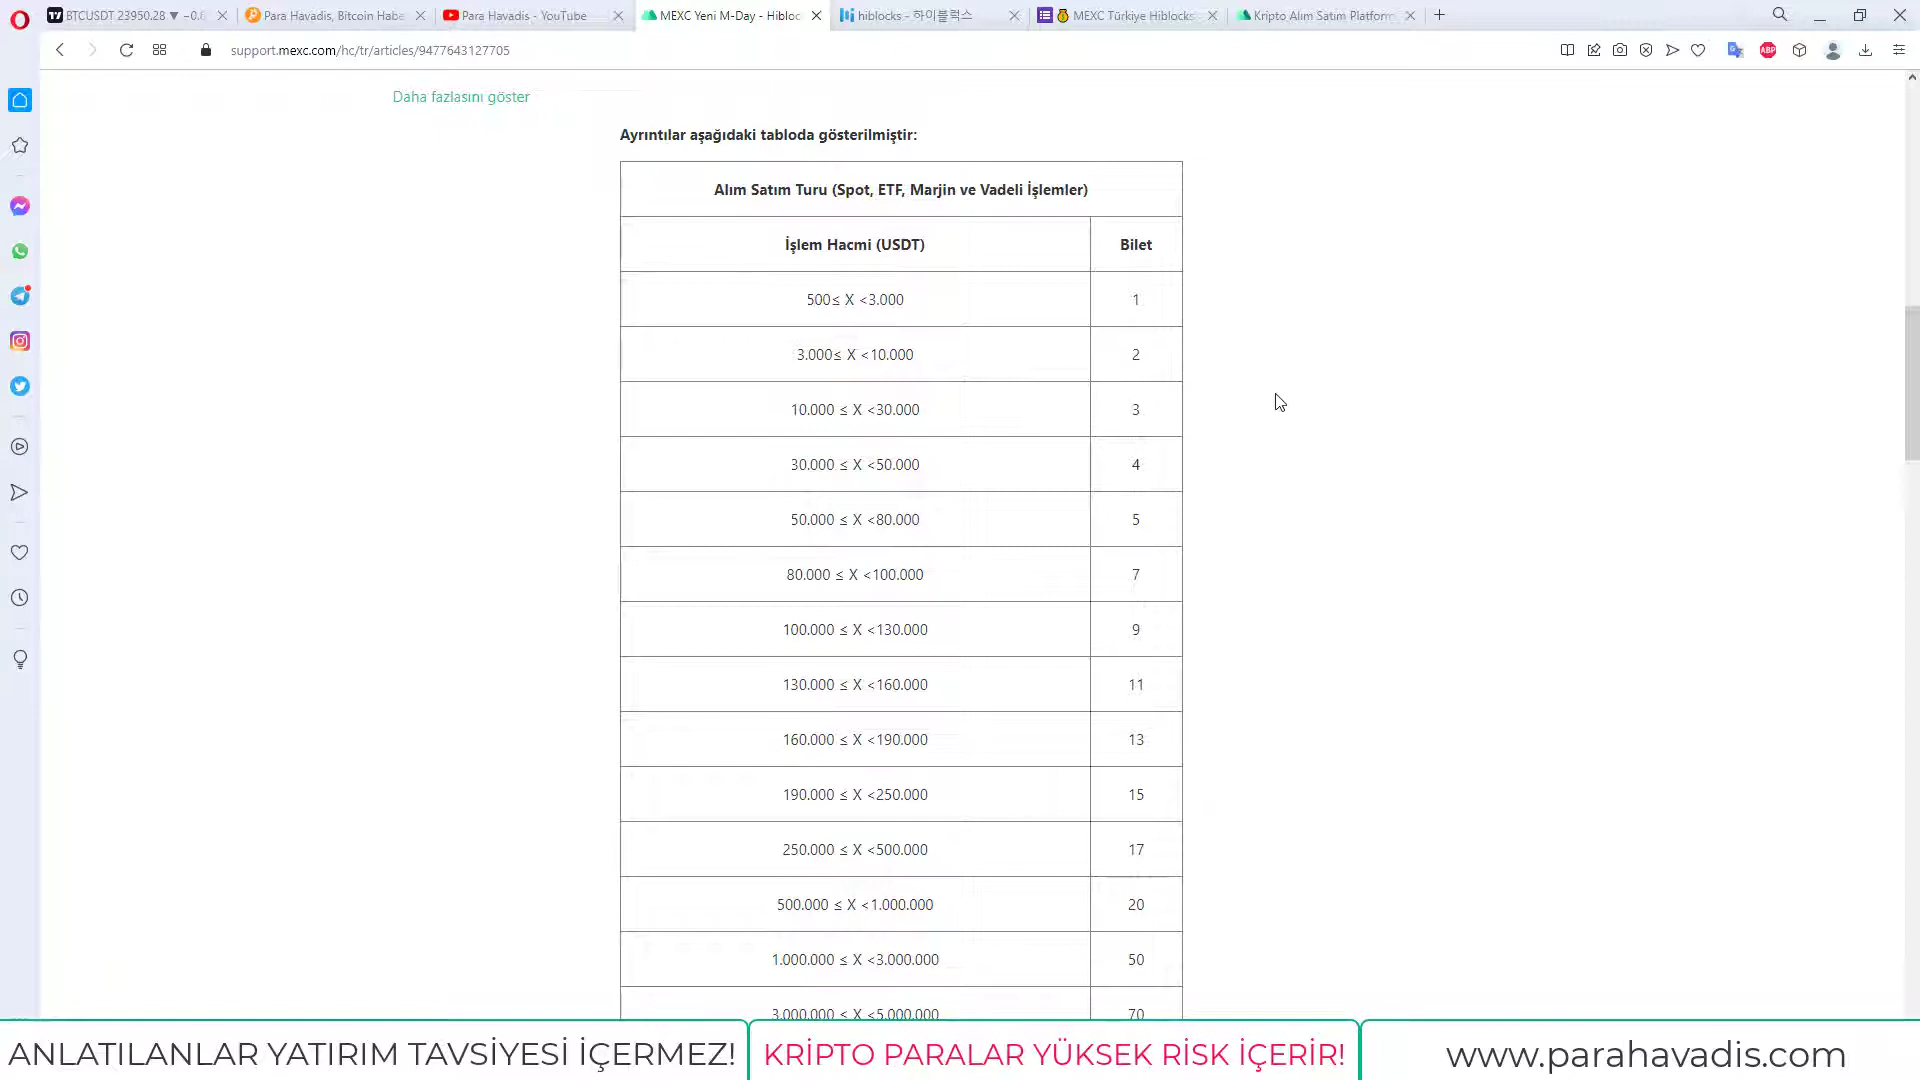 BTCUSDT 23950.28 ▼ −0.
Para Havadis, Bitcoin Habe
Para Havadis - YouTube
MEXC Yeni M-Day - Hibloc
hiblocks - 하이블럭스
MEXC Türkiye Hiblocks
Kripto Alım Satım Platform
support.mexc.com/hc/tr/articles/9477643127705
ABP
Daha fazlasını göster
Ayrıntılar aşağıdaki tabloda gösterilmiştir:
Alım Satım Turu (Spot, ETF, Marjin ve Vadeli İşlemler)
İşlem Hacmi (USDT) Bilet
500≤ X <3.000 1
3.000≤ X <10.000 2
10.000 ≤ X <30.000 3
30.000 ≤ X <50.000 4
50.000 ≤ X <80.000 5
80.000 ≤ X <100.000 7
100.000 ≤ X <130.000 9
130.000 ≤ X <160.000 11
160.000 ≤ X <190.000 13
190.000 ≤ X <250.000 15
250.000 ≤ X <500.000 17
500.000 ≤ X <1.000.000 20
1.000.000 ≤ X <3.000.000 50
3.000.000 ≤ X <5.000.000 70
ANLATILANLAR YATIRIM TAVSİYESİ İÇERMEZ!
KRİPTO PARALAR YÜKSEK RİSK İÇERİR!
www.parahavadis.com